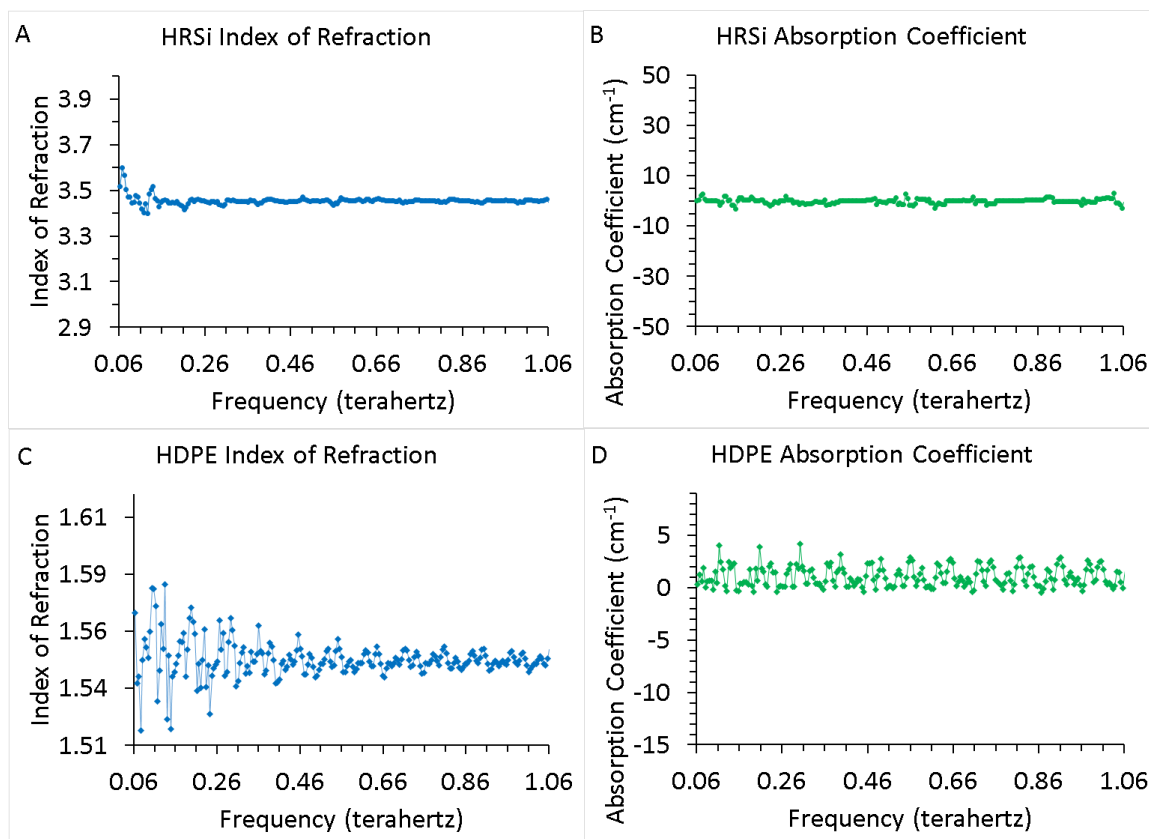 A
HRSi Index of Refraction
Index of Refraction
3.9
3.7
3.5
3.3
3.1
2.9
0.06 0.26 0.46 0.66 0.86 1.06
Frequency (terahertz)
B
HRSi Absorption Coefficient
Absorption Coefficient (cm⁻¹)
50
30
10
-10
-30
-50
0.06 0.26 0.46 0.66 0.86 1.06
Frequency (terahertz)
C
HDPE Index of Refraction
Index of Refraction
1.61
1.59
1.56
1.54
1.51
0.06 0.26 0.46 0.66 0.86 1.06
Frequency (terahertz)
D
HDPE Absorption Coefficient
Absorption Coefficient (cm⁻¹)
5
0
-5
-10
-15
0.06 0.26 0.46 0.66 0.86 1.06
Frequency (terahertz)